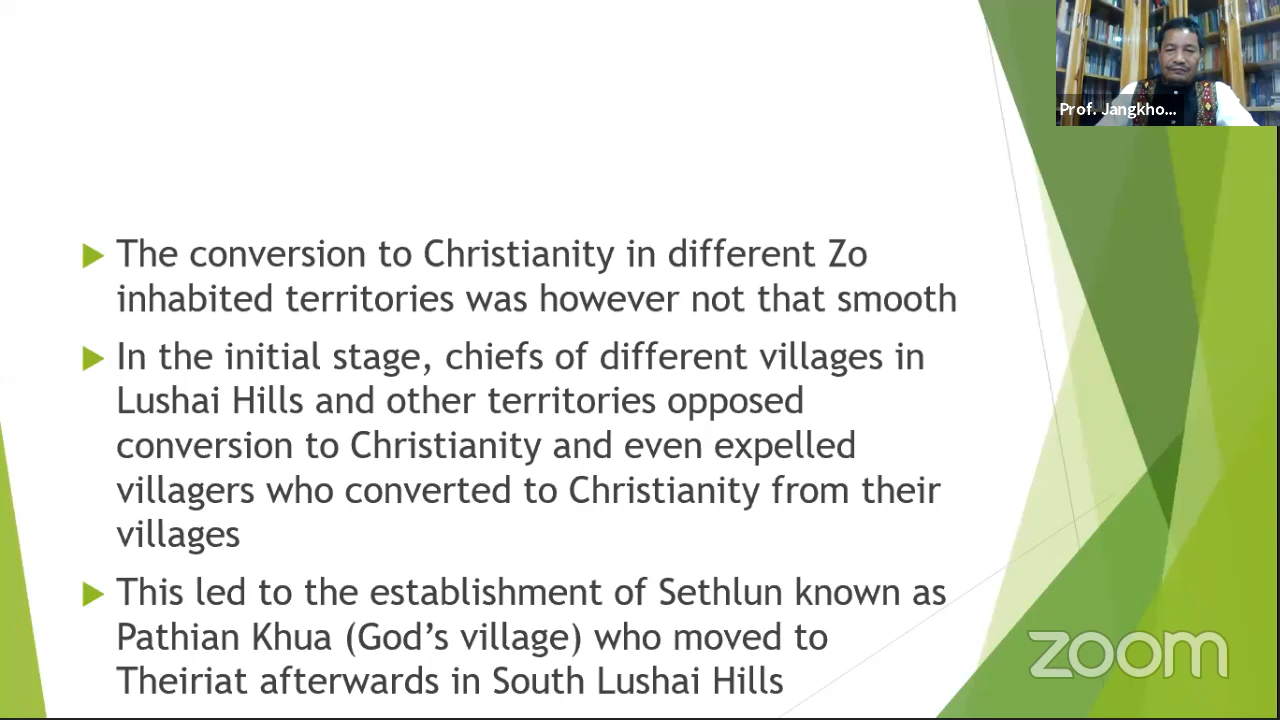 Prof. Jangkho...
The conversion to Christianity in different Zo
inhabited territories was however not that smooth
In the initial stage, chiefs of different villages in
Lushai Hills and other territories opposed
conversion to Christianity and even expelled
villagers who converted to Christianity from their
villages
This led to the establishment of Sethlun known as
Pathian Khua (God’s village) who moved to
Theiriat afterwards in South Lushai Hills
zoom